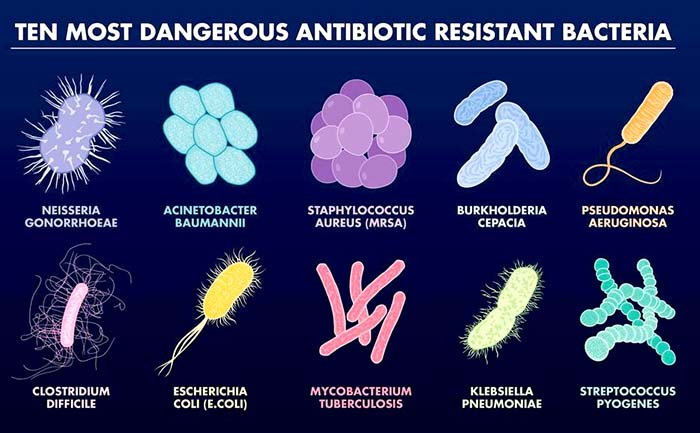 TEN MOST DANGEROUS ANTIBIOTIC RESISTANT BACTERIA
NEISSERIA
GONORRHOEAE
ACINETOBACTER
BAUMANNII
STAPHYLOCOCCUS
AUREUS (MRSA)
BURKHOLDERIA
CEPACIA
PSEUDOMONAS
AERUGINOSA
CLOSTRIDIUM
DIFFICILE
ESCHERICHIA
COLI (E.COLI)
MYCOBACTERIUM
TUBERCULOSIS
KLEBSIELLA
PNEUMONIAE
STREPTOCOCCUS
PYOGENES